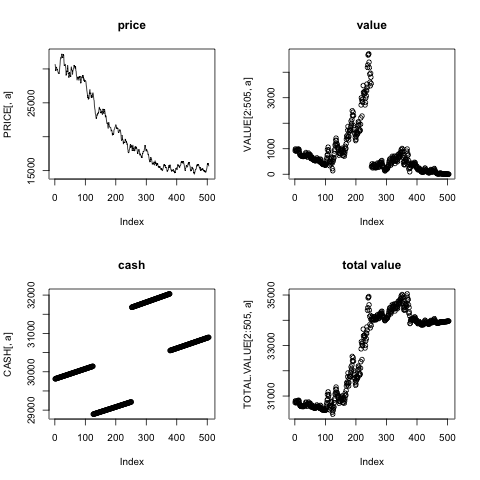 price
PRICE[, a]
15000 25000
0 100 200 300 400 500
Index
value
VALUE[2:505, a]
0 1000 3000
0 100 200 300 400 500
Index
cash
CASH[, a]
29000 30000 31000 32000
0 100 200 300 400 500
Index
total value
TOTAL.VALUE[2:505, a]
31000 33000 35000
0 100 200 300 400 500
Index